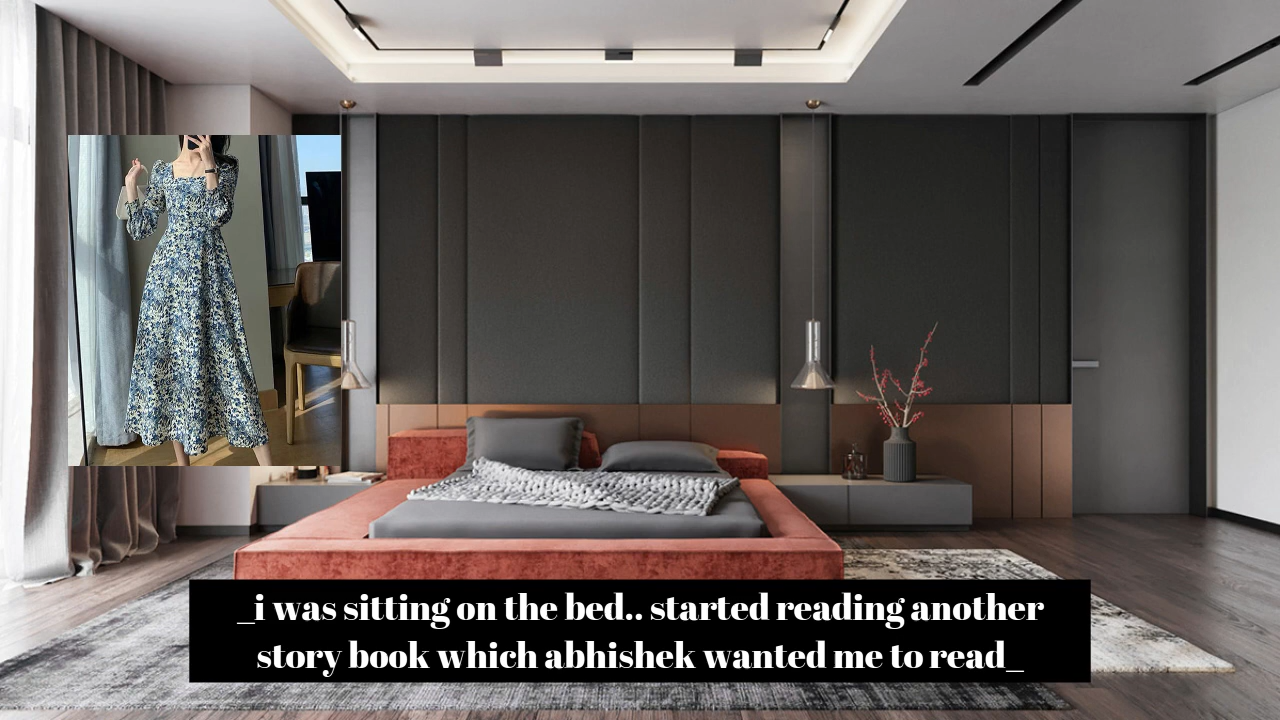 _i was sitting on the bed.. started reading another
story book which abhishek wanted me to read_